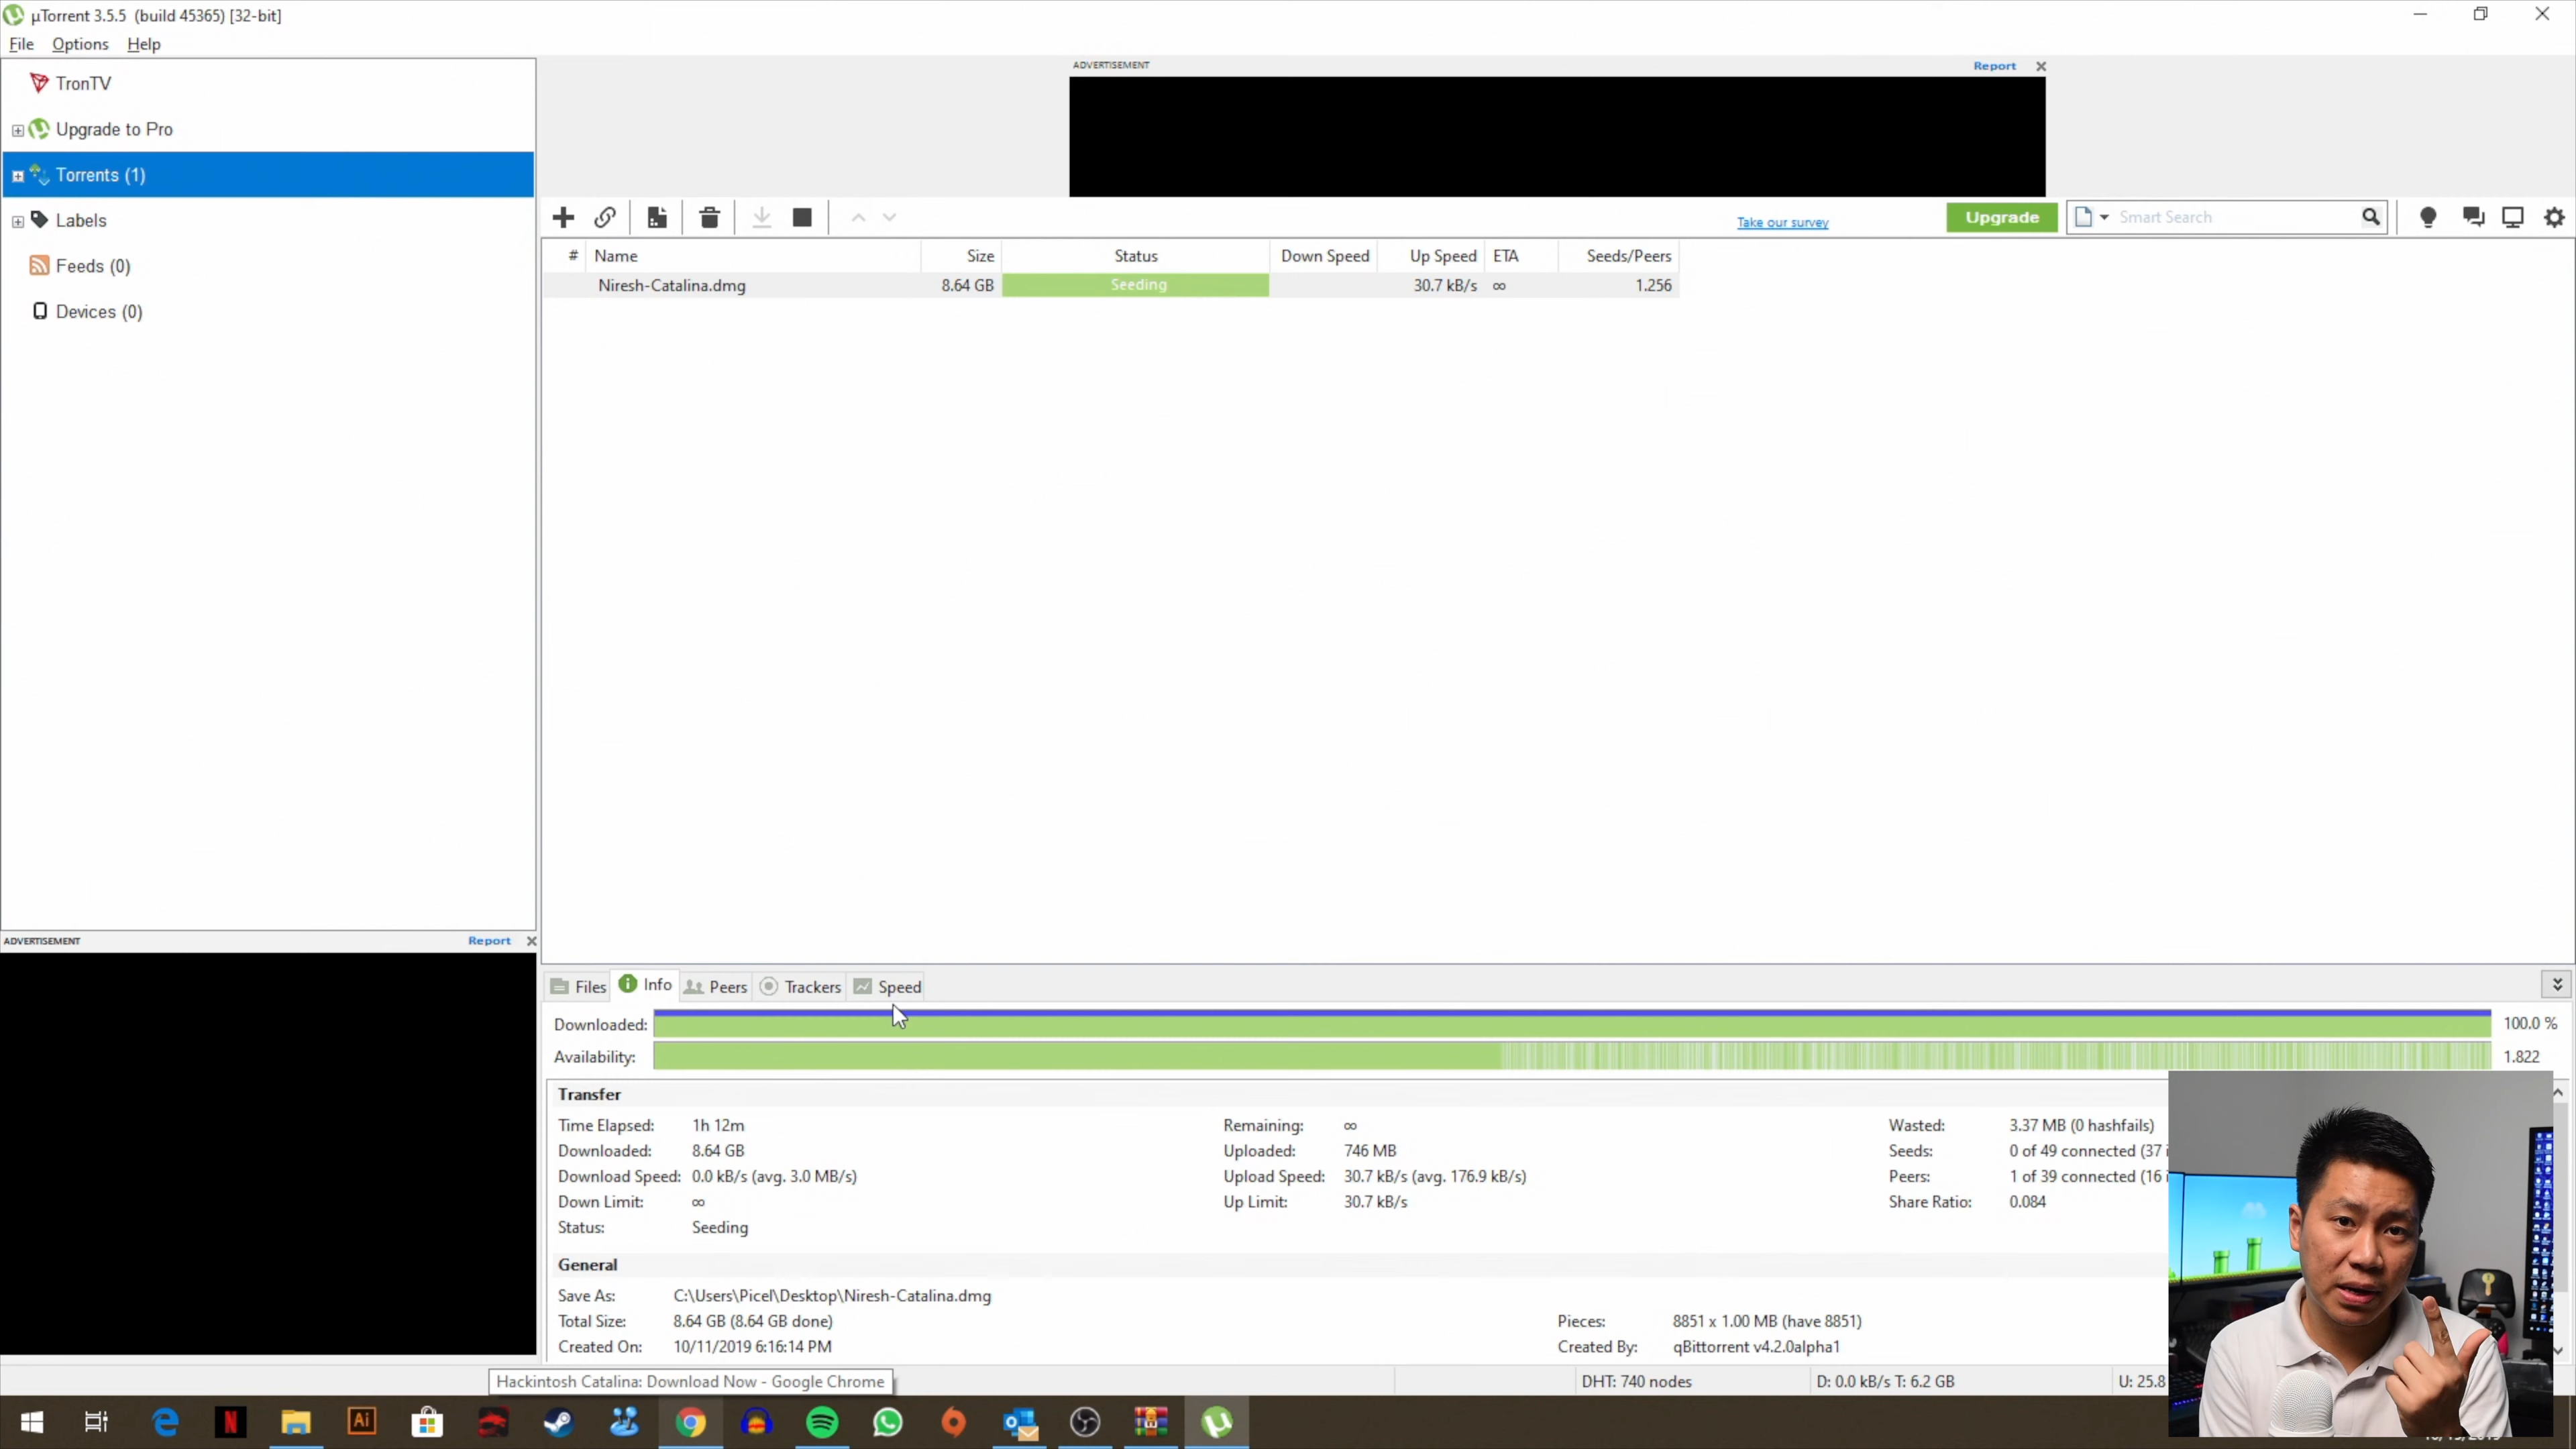 µTorrent 3.5.5 (build 45365) [32-bit]
File Options Help
TronTV
Upgrade to Pro
Torrents (1)
Labels
Feeds (0)
Devices (0)
ADVERTISEMENT Report
Take our survey Upgrade Smart Search
# Name Size Status Down Speed Up Speed ETA Seeds/Peers
Niresh-Catalina.dmg 8.64 GB Seeding 30.7 kB/s ∞ 1.256
ADVERTISEMENT Report
Files Info Peers Trackers Speed
Downloaded: 100.0 %
Availability: 1.822
Transfer
Time Elapsed: 1h 12m Remaining: ∞ Wasted: 3.37 MB (0 hashfails)
Downloaded: 8.64 GB Uploaded: 746 MB Seeds: 0 of 49 connected (37 i
Download Speed: 0.0 kB/s (avg. 3.0 MB/s) Upload Speed: 30.7 kB/s (avg. 176.9 kB/s) Peers: 1 of 39 connected (16 i
Down Limit: ∞ Up Limit: 30.7 kB/s Share Ratio: 0.084
Status: Seeding
General
Save As: C:\Users\Picel\Desktop\Niresh-Catalina.dmg
Total Size: 8.64 GB (8.64 GB done) Pieces: 8851 x 1.00 MB (have 8851)
Created On: 10/11/2019 6:16:14 PM Created By: qBittorrent v4.2.0alpha1
Hackintosh Catalina: Download Now - Google Chrome
DHT: 740 nodes D: 0.0 kB/s T: 6.2 GB U: 25.8
N Ai